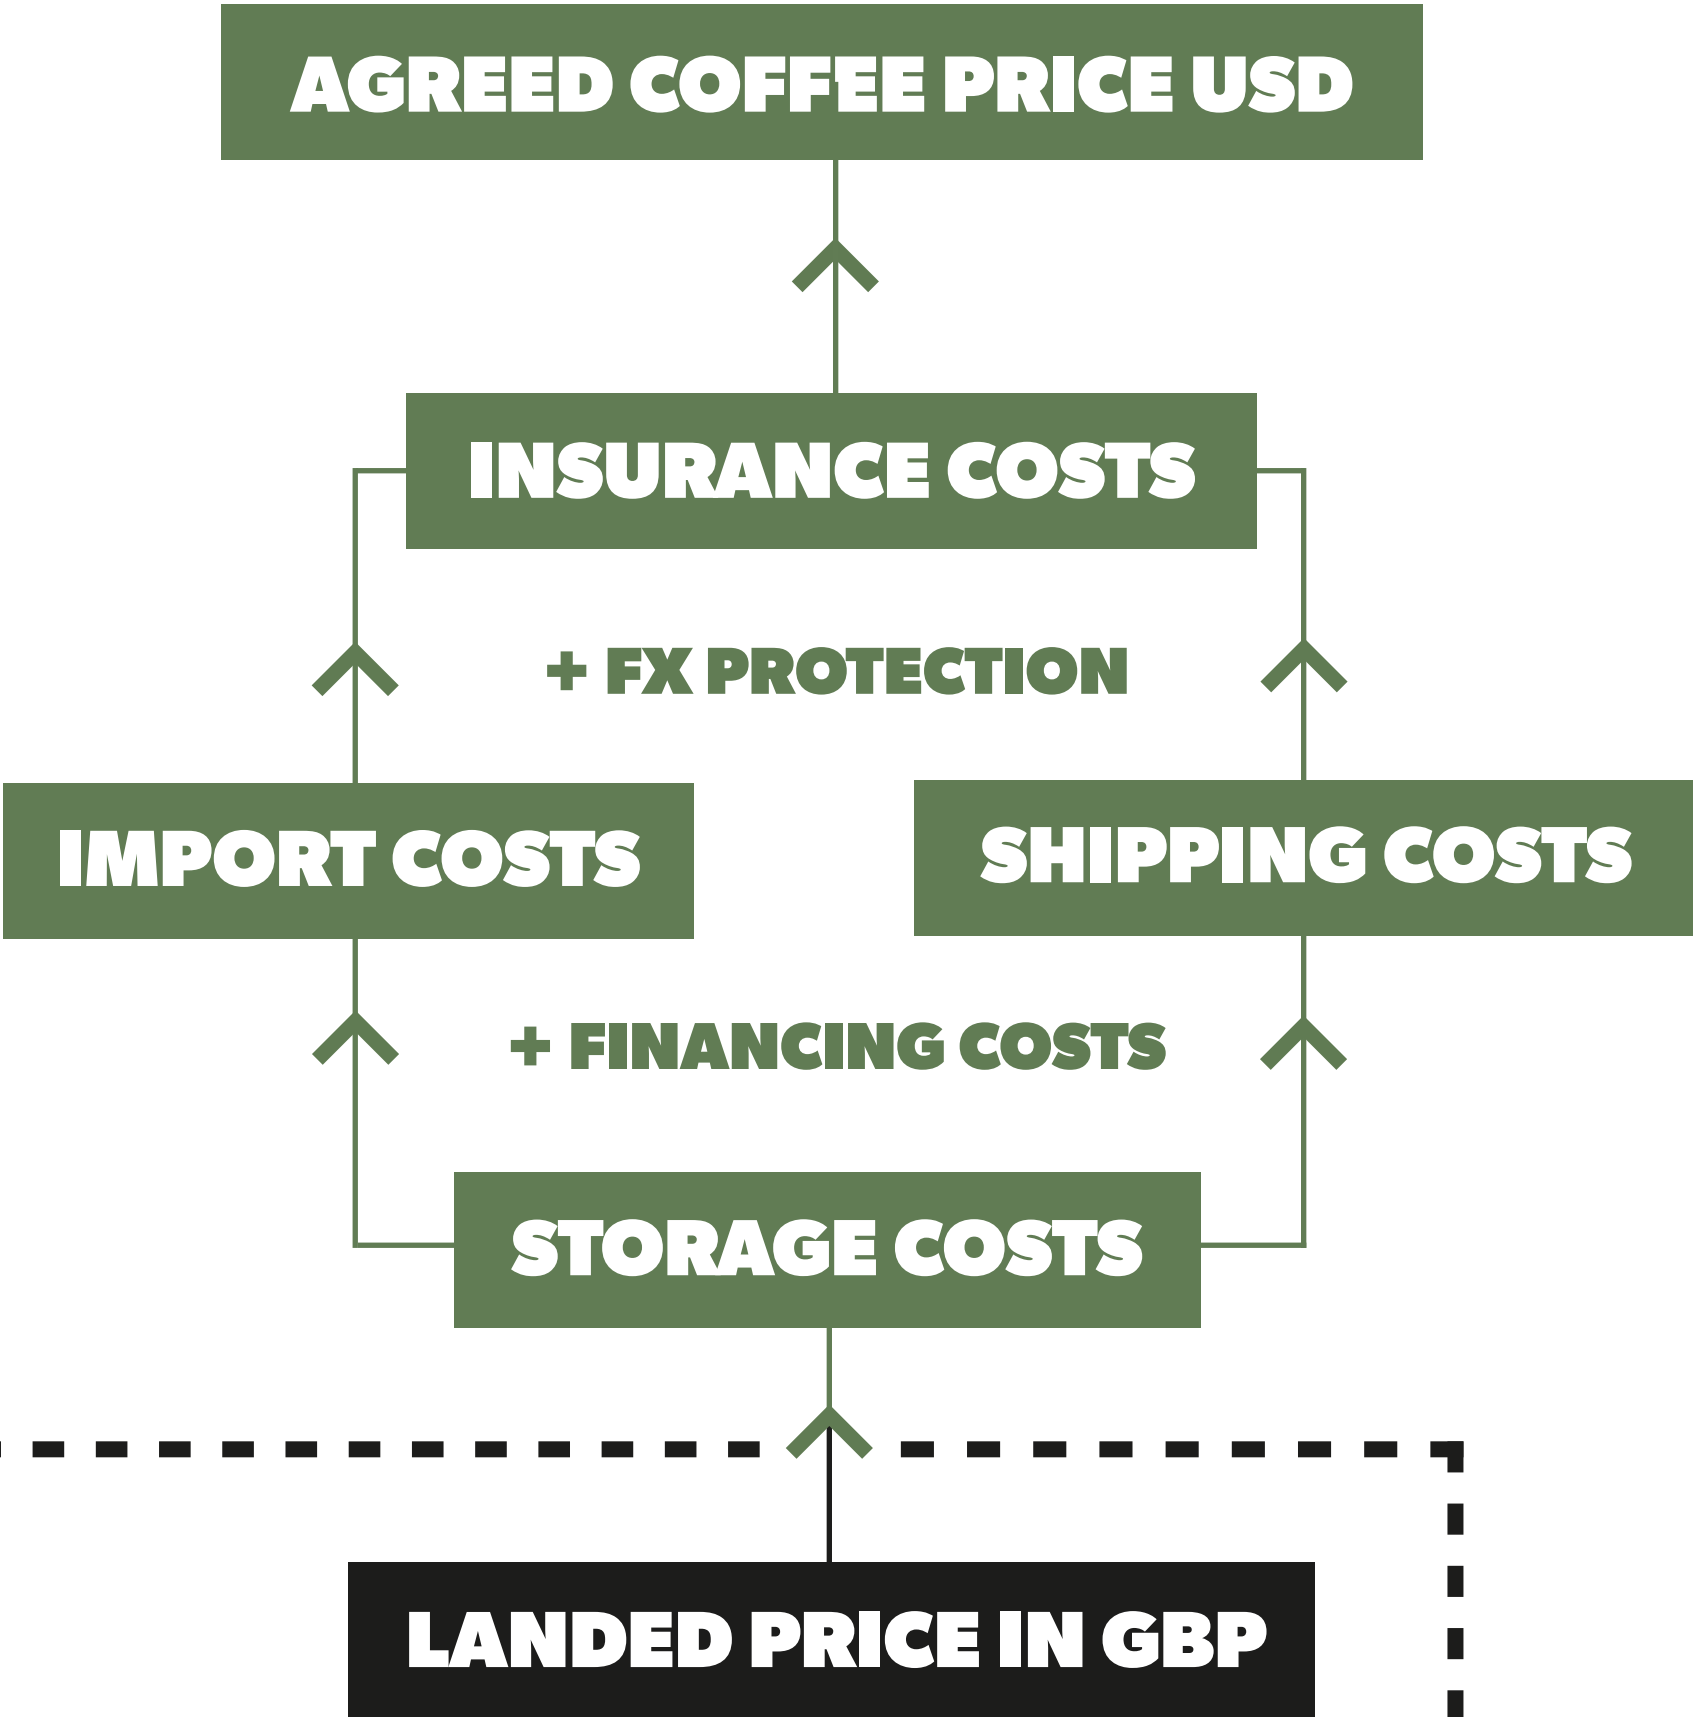 AGREED COFFEE PRICE USD
INSURANCE COSTS
+ FX PROTECTION
IMPORT COSTS
SHIPPING COSTS
+ FINANCING COSTS
STORAGE COSTS
LANDED PRICE IN GBP